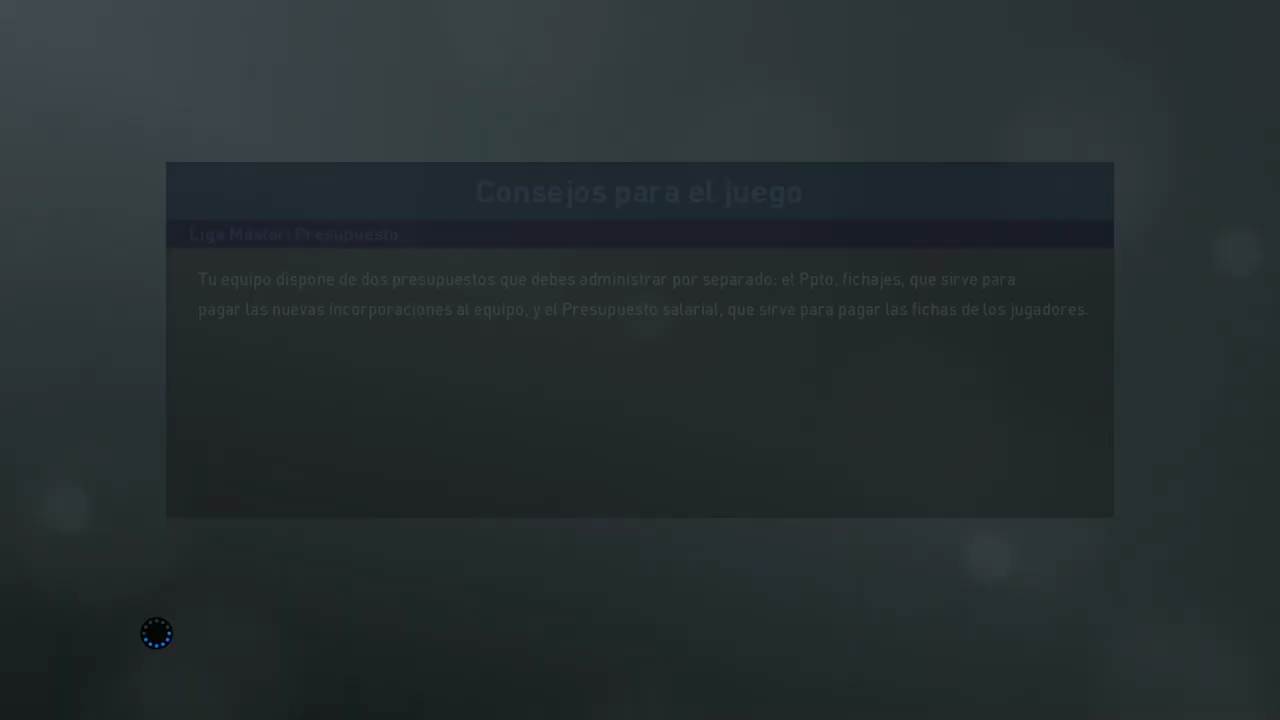 Consejos para el juego
Liga Máster: Presupuesto
Tu equipo dispone de dos presupuestos que debes administrar por separado: el Ppto. fichajes, que sirve para
pagar las nuevas incorporaciones al equipo, y el Presupuesto salarial, que sirve para pagar las fichas de los jugadores.